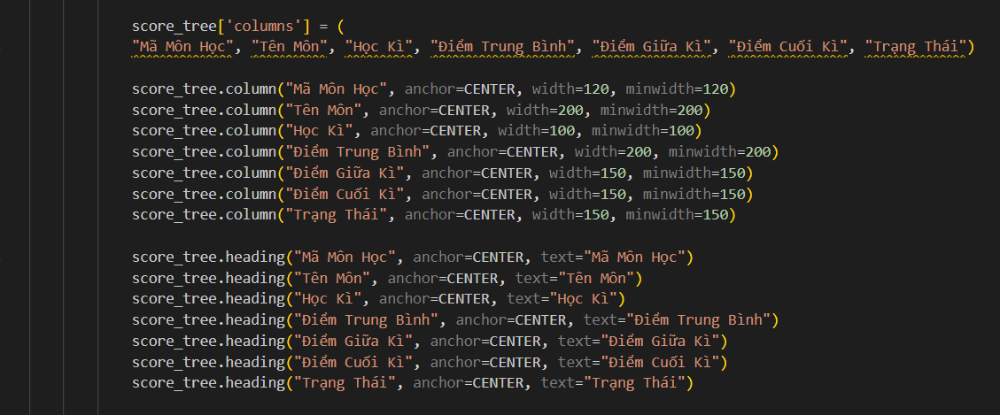 score_tree['columns'] = (
"Mã Môn Học", "Tên Môn", "Học Kì", "Điểm Trung Bình", "Điểm Giữa Kì", "Điểm Cuối Kì", "Trạng Thái")
score_tree.column("Mã Môn Học", anchor=CENTER, width=120, minwidth=120)
score_tree.column("Tên Môn", anchor=CENTER, width=200, minwidth=200)
score_tree.column("Học Kì", anchor=CENTER, width=100, minwidth=100)
score_tree.column("Điểm Trung Bình", anchor=CENTER, width=200, minwidth=200)
score_tree.column("Điểm Giữa Kì", anchor=CENTER, width=150, minwidth=150)
score_tree.column("Điểm Cuối Kì", anchor=CENTER, width=150, minwidth=150)
score_tree.column("Trạng Thái", anchor=CENTER, width=150, minwidth=150)
score_tree.heading("Mã Môn Học", anchor=CENTER, text="Mã Môn Học")
score_tree.heading("Tên Môn", anchor=CENTER, text="Tên Môn")
score_tree.heading("Học Kì", anchor=CENTER, text="Học Kì")
score_tree.heading("Điểm Trung Bình", anchor=CENTER, text="Điểm Trung Bình")
score_tree.heading("Điểm Giữa Kì", anchor=CENTER, text="Điểm Giữa Kì")
score_tree.heading("Điểm Cuối Kì", anchor=CENTER, text="Điểm Cuối Kì")
score_tree.heading("Trạng Thái", anchor=CENTER, text="Trạng Thái")